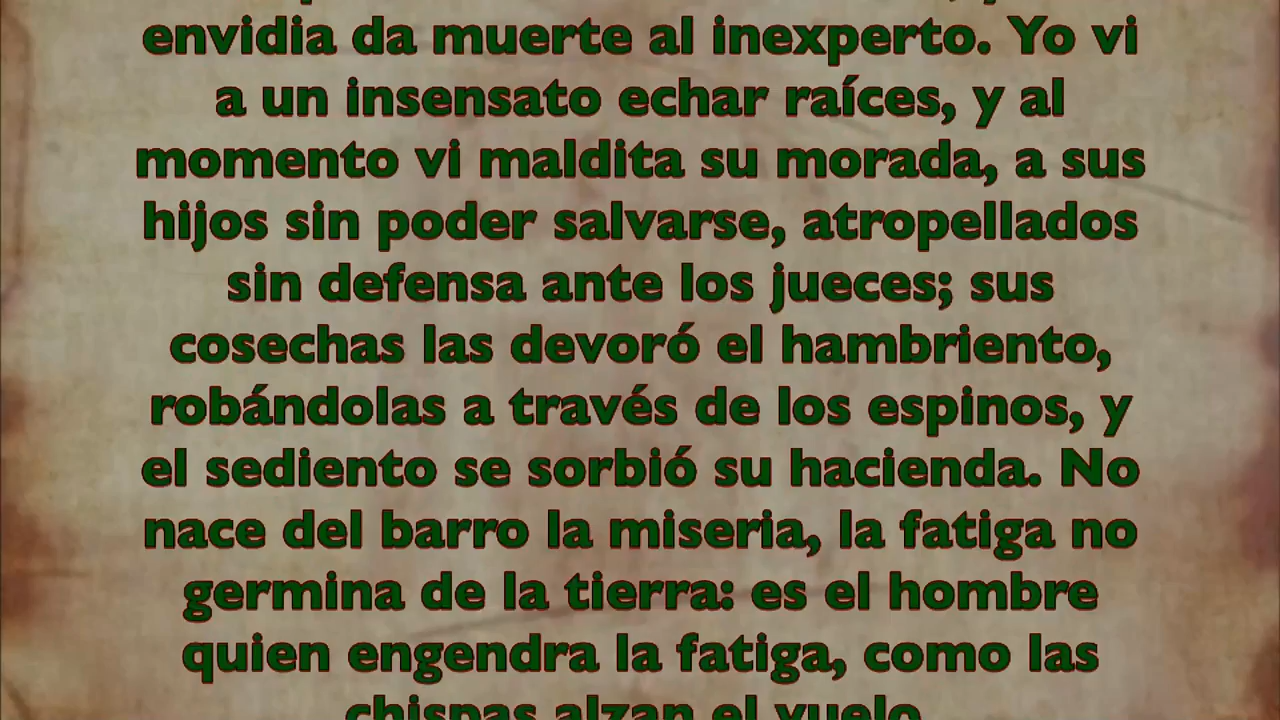 envidia da muerte al inexperto. Yo vi
a un insensato echar raíces, y al
momento vi maldita su morada, a sus
hijos sin poder salvarse, atropellados
sin defensa ante los jueces; sus
cosechas las devoró el hambriento,
robándolas a través de los espinos, y
el sediento se sorbió su hacienda. No
nace del barro la miseria, la fatiga no
germina de la tierra: es el hombre
quien engendra la fatiga, como las
chispas alzan el vuelo